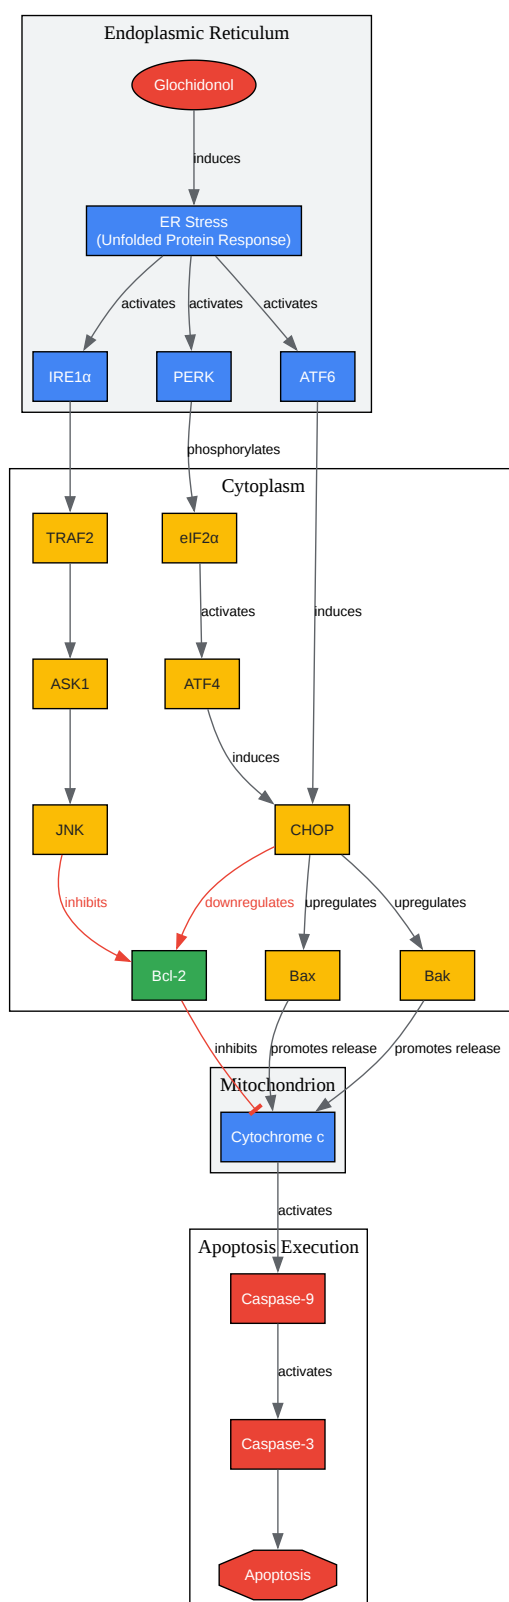 Endoplasmic Reticulum
Glochidonol
induces
ER Stress
(Unfolded Protein Response)
activates
activates
activates
IRE1α
PERK
ATF6
phosphorylates
Cytoplasm
TRAF2
eIF2α
activates
induces
ASK1
ATF4
induces
JNK
CHOP
inhibits
downregulates
upregulates
upregulates
Bcl-2
Bax
Bak
inhibits
promotes release
promotes release
Mitochondrion
Cytochrome c
activates
Apoptosis Execution
Caspase-9
activates
Caspase-3
Apoptosis